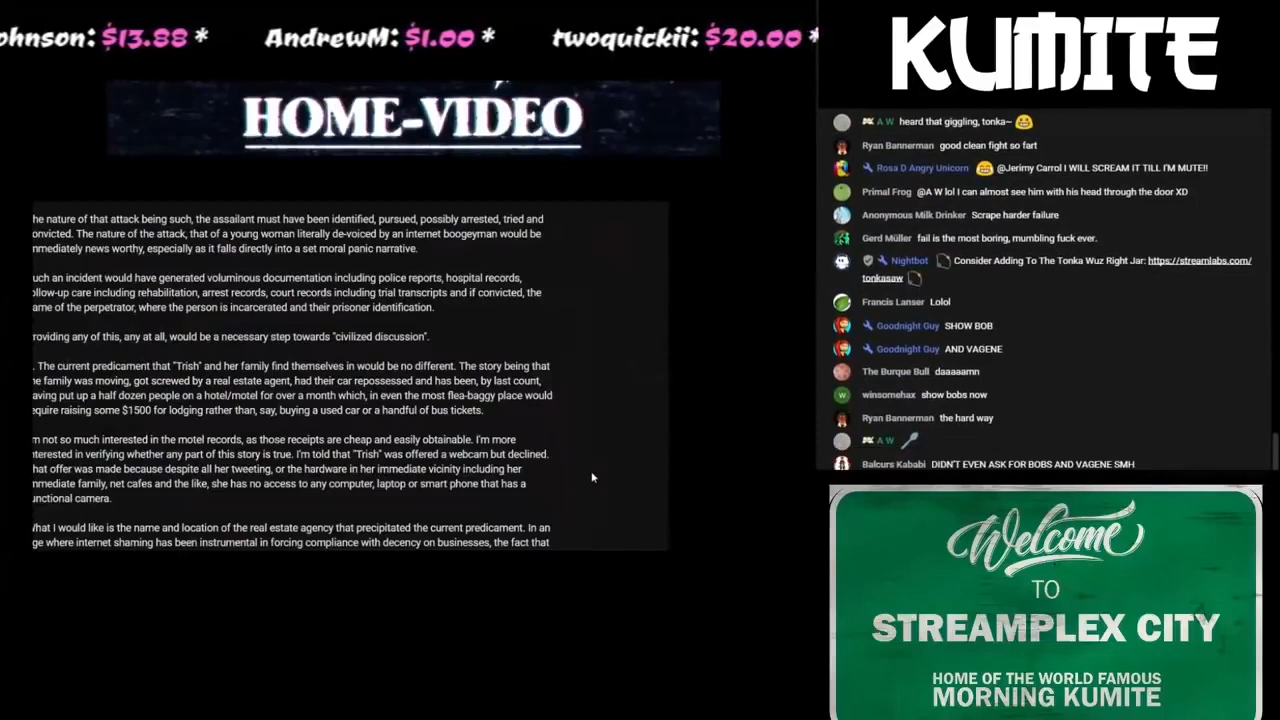 ohnson: $13.88 * AndrewM: $1.00 * twoquickii: $20.00 *
HOME-VIDEO
he nature of that attack being such, the assailant must have been identified, pursued, possibly arrested, tried and
onvicted. The nature of the attack, that of a young woman literally de-voiced by an internet boogeyman would be
mmediately news worthy, especially as it falls directly into a set moral panic narrative.
uch an incident would have generated voluminous documentation including police reports, hospital records,
ollow-up care including rehabilitation, arrest records, court records including trial transcripts and if convicted, the
ame of the perpetrator, where the person is incarcerated and their prisoner identification.
roviding any of this, any at all, would be a necessary step towards "civilized discussion".
. The current predicament that "Trish" and her family find themselves in would be no different. The story being that
he family was moving, got screwed by a real estate agent, had their car repossessed and has been, by last count,
aving put up a half dozen people on a hotel/motel for over a month which, in even the most flea-baggy place would
equire raising some $1500 for lodging rather than, say, buying a used car or a handful of bus tickets.
m not so much interested in the motel records, as those receipts are cheap and easily obtainable. I'm more
nterested in verifying whether any part of this story is true. I'm told that "Trish" was offered a webcam but declined.
hat offer was made because despite all her tweeting, or the hardware in her immediate vicinity including her
mmediate family, net cafes and the like, she has no access to any computer, laptop or smart phone that has a
unctional camera.
What I would like is the name and location of the real estate agency that precipitated the current predicament. In an
ge where internet shaming has been instrumental in forcing compliance with decency on businesses, the fact that
KUMITE
A W heard that giggling, tonka~
Ryan Bannerman good clean fight so fart
Rosa D Angry Unicorn @Jerimy Carrol I WILL SCREAM IT TILL I'M MUTE!!
Primal Frog @A W lol I can almost see him with his head through the door XD
Anonymous Milk Drinker Scrape harder failure
Gerd Müller fail is the most boring, mumbling fuck ever.
Nightbot Consider Adding To The Tonka Wuz Right Jar: https://streamlabs.com/
tonkasaw
Francis Lanser Lolol
Goodnight Guy SHOW BOB
Goodnight Guy AND VAGENE
The Burque Bull daaaaamn
W winsomehax show bobs now
Ryan Bannerman the hard way
A W
Balcurs Kababi DIDN'T EVEN ASK FOR BOBS AND VAGENE SMH
Welcome
TO
STREAMPLEX CITY
HOME OF THE WORLD FAMOUS
MORNING KUMITE